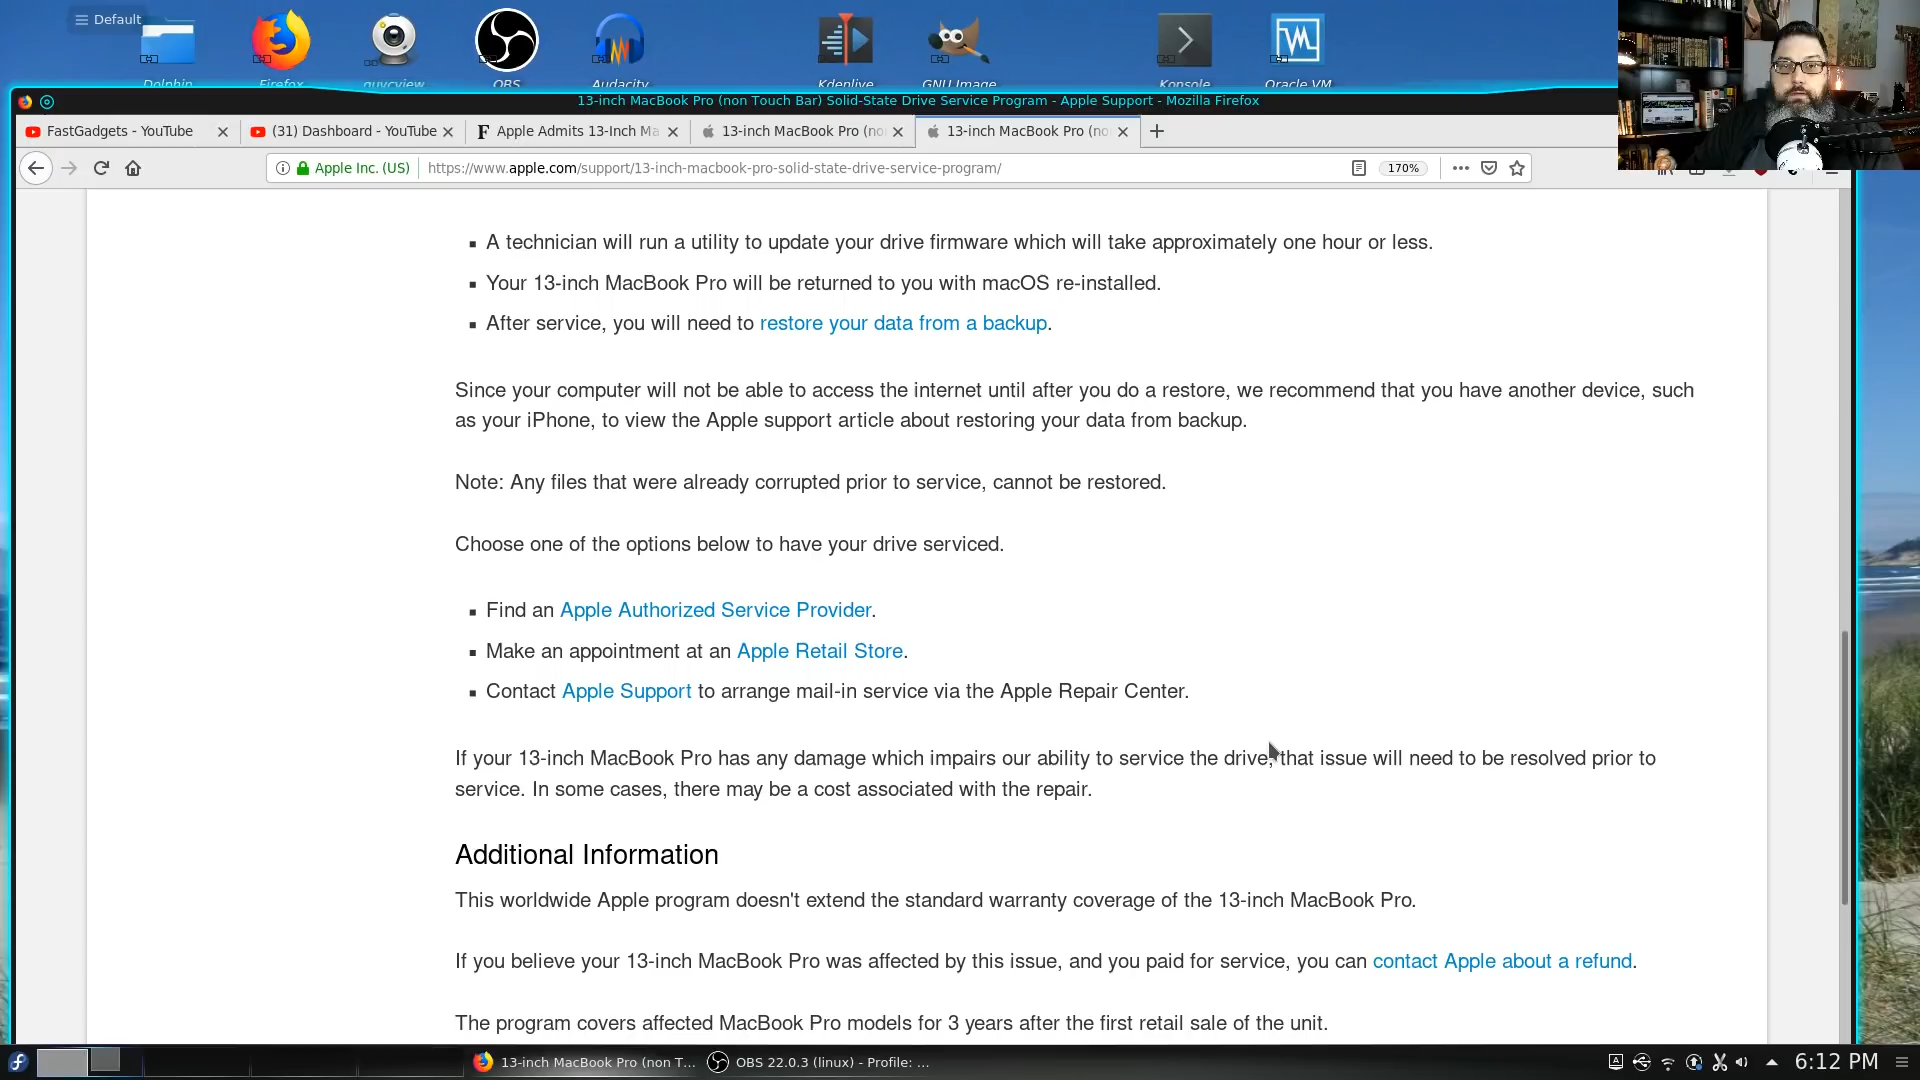 Default
Dolphin
Firefox
guvcview
OBS
Audacity
Kdenlive
GNU Image
Konsole
Oracle VM
13-inch MacBook Pro (non Touch Bar) Solid-State Drive Service Program - Apple Support - Mozilla Firefox
FastGadgets - YouTube
(31) Dashboard - YouTube
Apple Admits 13-Inch Ma
13-inch MacBook Pro (no
13-inch MacBook Pro (no
Apple Inc. (US)
https://www.apple.com/support/13-inch-macbook-pro-solid-state-drive-service-program/
170%
A technician will run a utility to update your drive firmware which will take approximately one hour or less.
Your 13-inch MacBook Pro will be returned to you with macOS re-installed.
After service, you will need to restore your data from a backup.
Since your computer will not be able to access the internet until after you do a restore, we recommend that you have another device, such
as your iPhone, to view the Apple support article about restoring your data from backup.
Note: Any files that were already corrupted prior to service, cannot be restored.
Choose one of the options below to have your drive serviced.
Find an Apple Authorized Service Provider.
Make an appointment at an Apple Retail Store.
Contact Apple Support to arrange mail-in service via the Apple Repair Center.
If your 13-inch MacBook Pro has any damage which impairs our ability to service the drive, that issue will need to be resolved prior to
service. In some cases, there may be a cost associated with the repair.
Additional Information
This worldwide Apple program doesn't extend the standard warranty coverage of the 13-inch MacBook Pro.
If you believe your 13-inch MacBook Pro was affected by this issue, and you paid for service, you can contact Apple about a refund.
The program covers affected MacBook Pro models for 3 years after the first retail sale of the unit.
13-inch MacBook Pro (non T...
OBS 22.0.3 (linux) - Profile: ...
6:12 PM